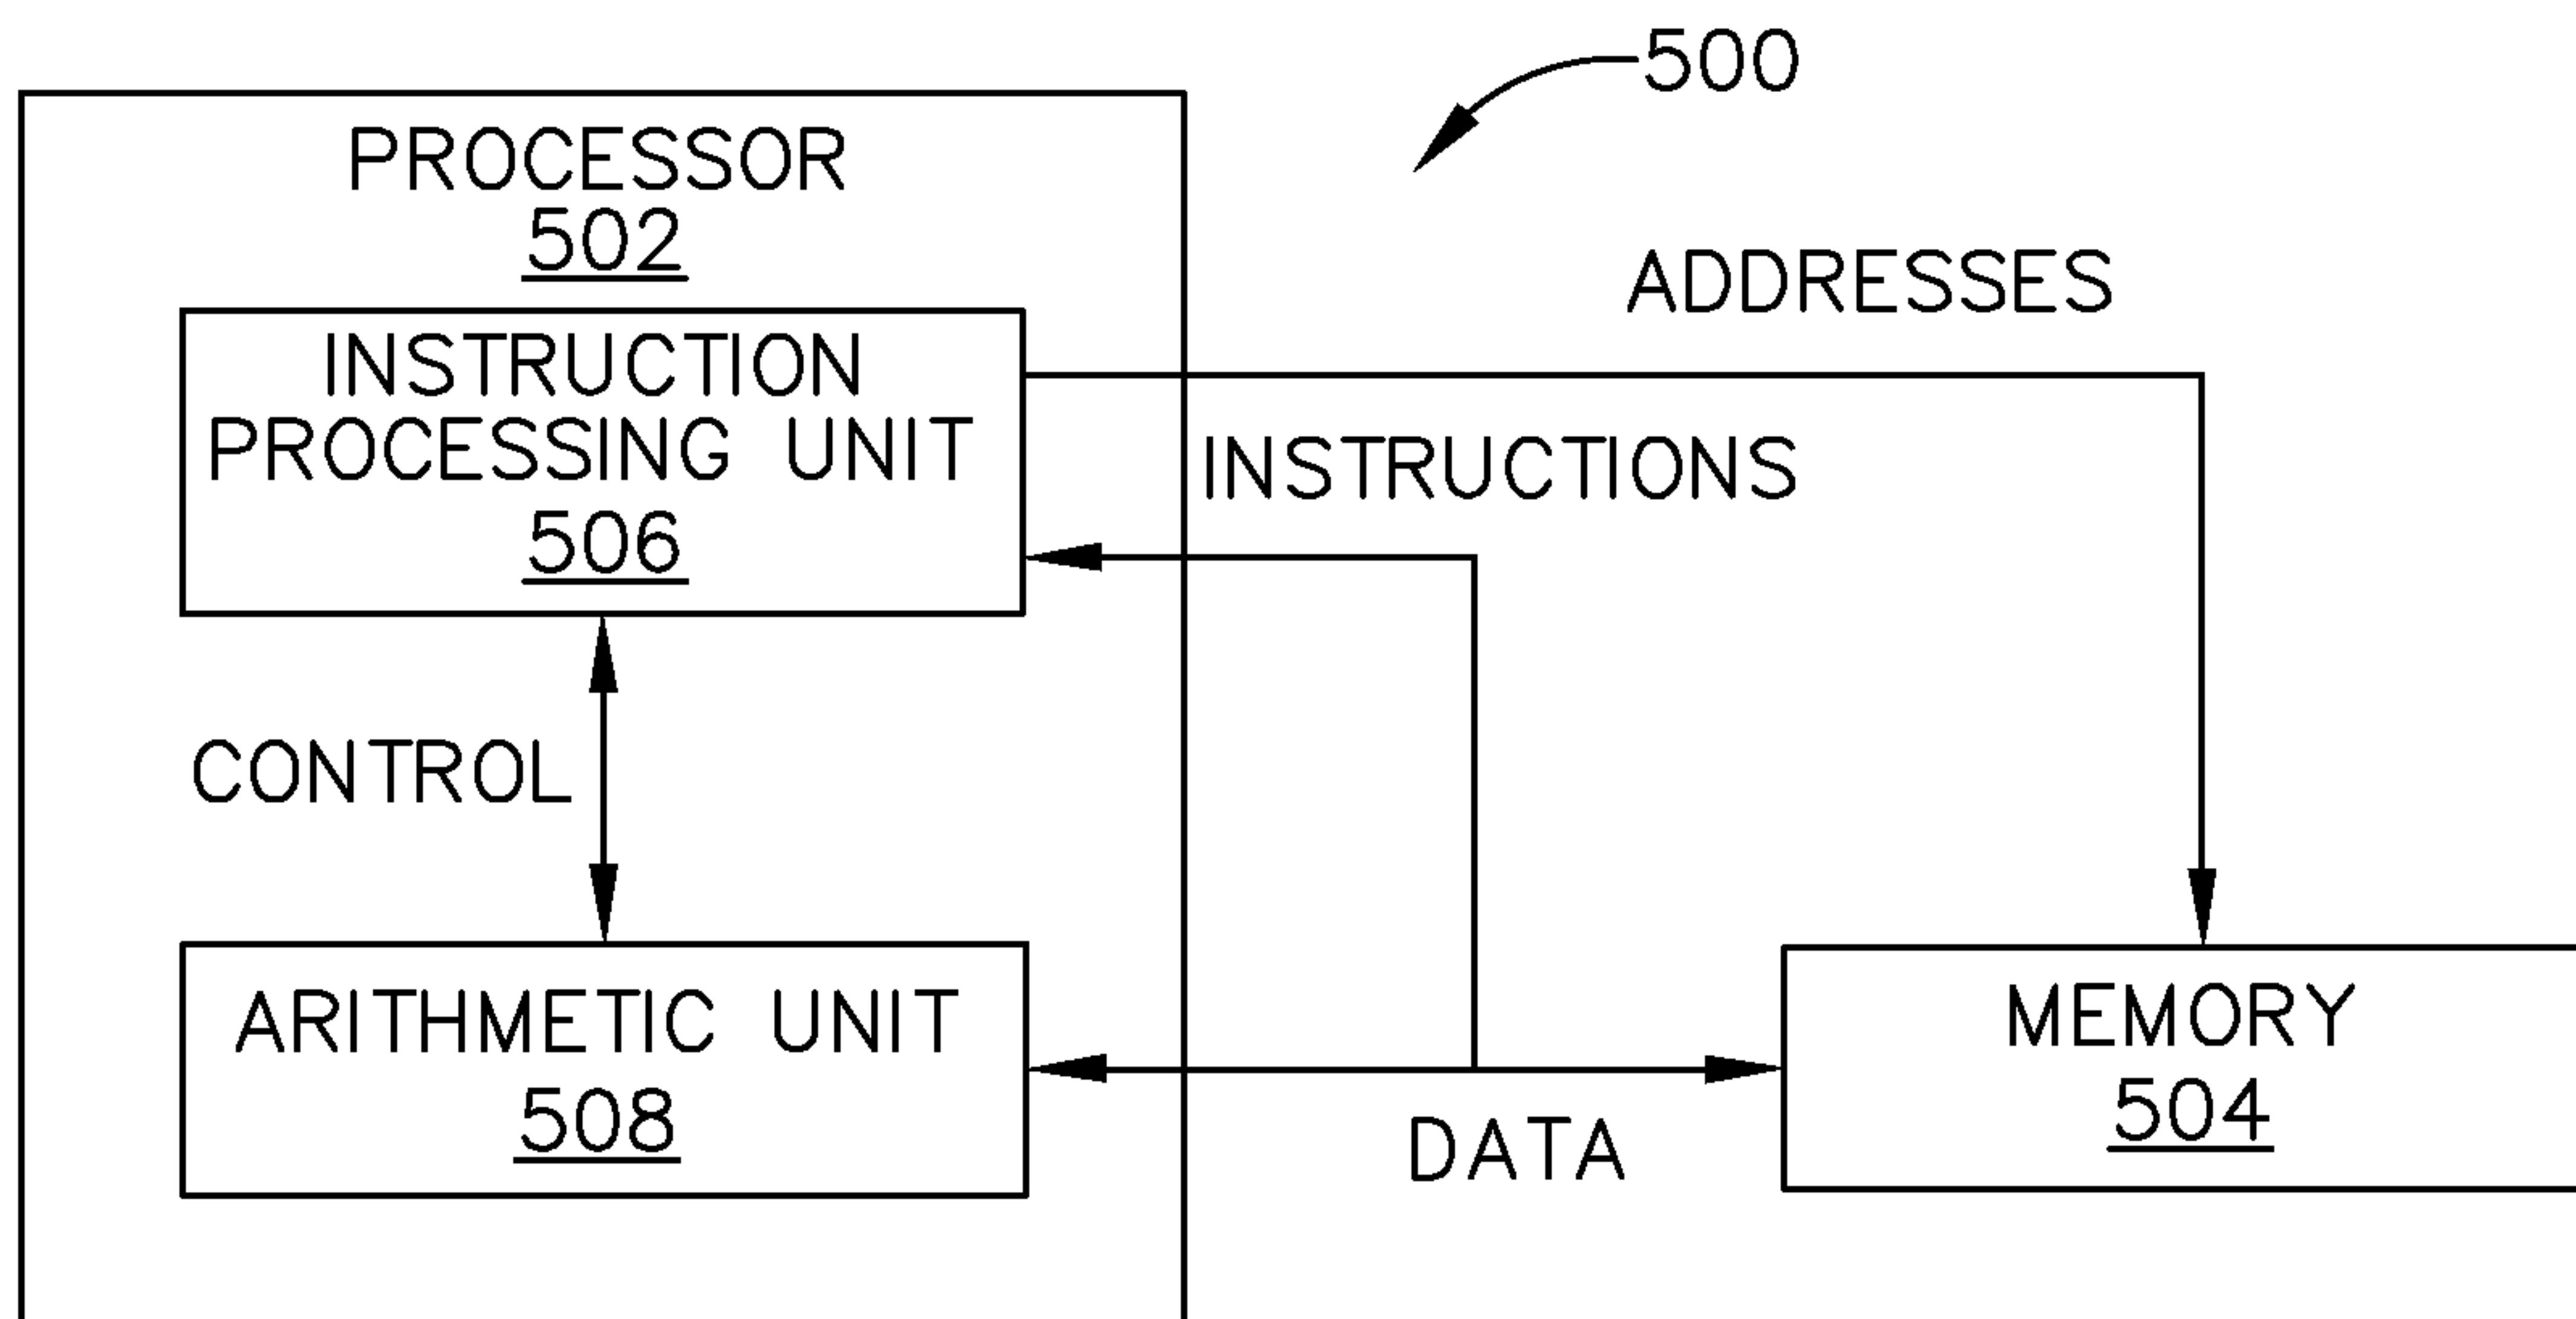 500
PROCESSOR
502
ADDRESSES
INSTRUCTION
PROCESSING UNIT
506
INSTRUCTIONS
CONTROL
ARITHMETIC UNIT
508
DATA
MEMORY
504